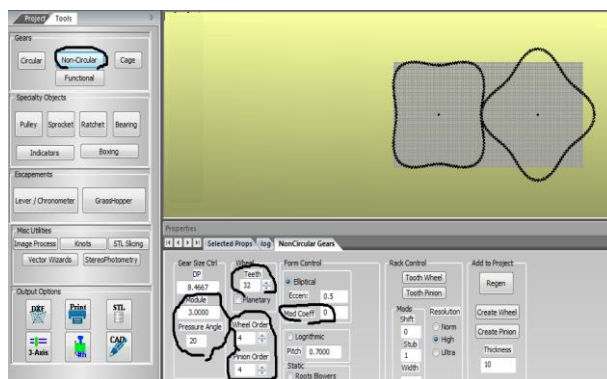 Project Tools
Gears
Circular Non-Circular Cage
Functional
Specialty Objects
Pulley Sprocket Ratchet Bearing
Indicators Boxing
Escapements
Lever / Chronometer GrassHopper
Misc Utilities
Image Process Knots STL Slicing
Vector Wizards StereoPhotometry
Output Options
DXF Print STL
3-Axis CAD
Properties
Selected Props log NonCircular Gears
Gear Size Ctrl
DP
8.4667
Module
3.0000
Pressure Angle
20
Wheel
Teeth
32
Planetary
Wheel Order
4
Pinion Order
4
Form Control
Elliptical
Eccen: 0.5
Mod Coeff 0
Logrithmic
Pitch 0.7000
Static
Roots Blowers
Rack Control
Tooth Wheel
Tooth Pinion
Mods
Shift
0
Stub
1
Width
Resolution
Norm
High
Ultra
Add to Project
Regen
Create Wheel
Create Pinion
Thickness
10